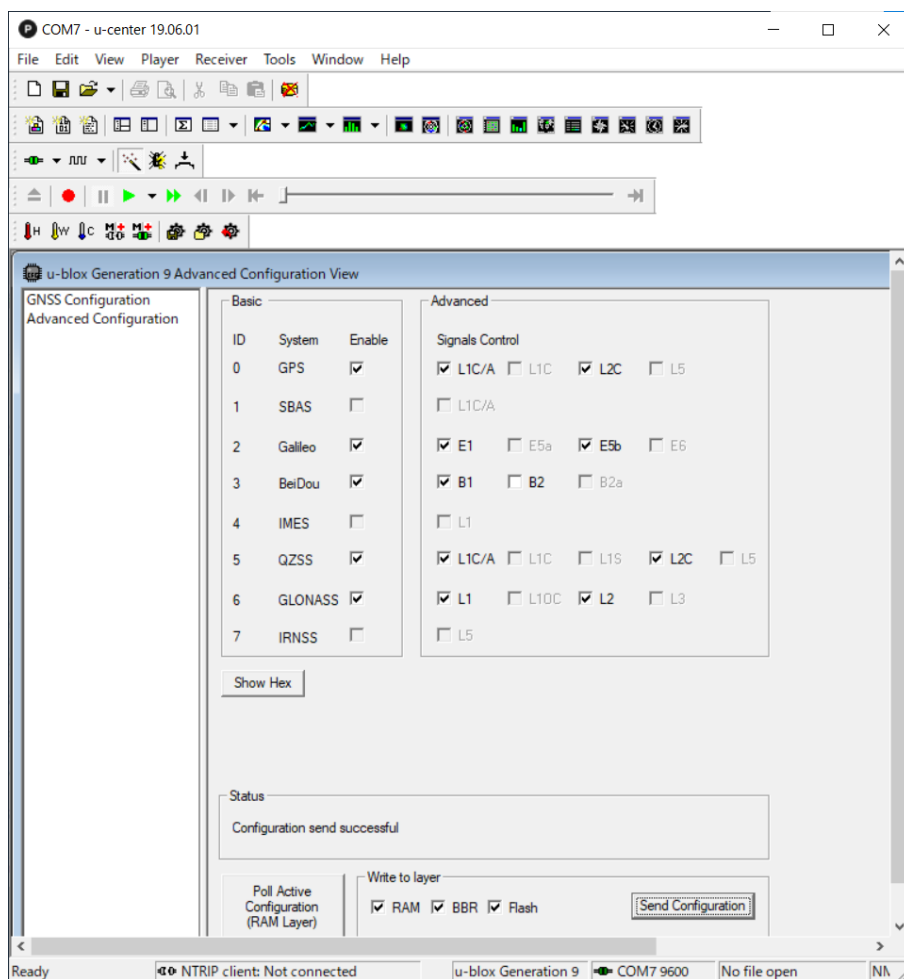 COM7 - u-center 19.06.01
File Edit View Player Receiver Tools Window Help
H W C
u-blox Generation 9 Advanced Configuration View
GNSS Configuration
Advanced Configuration
Basic
Advanced
ID System Enable
Signals Control
0 GPS L1C/A L1C L2C L5
1 SBAS L1C/A
2 Galileo E1 E5a E5b E6
3 BeiDou B1 B2 B2a
4 IMES L1
5 QZSS L1C/A L1C L1S L2C L5
6 GLONASS L1 L1OC L2 L3
7 IRNSS L5
Show Hex
Status
Configuration send successful
Poll Active
Configuration
(RAM Layer)
Write to layer
RAM BBR Flash
Send Configuration
Ready NTRIP client: Not connected u-blox Generation 9 COM7 9600 No file open